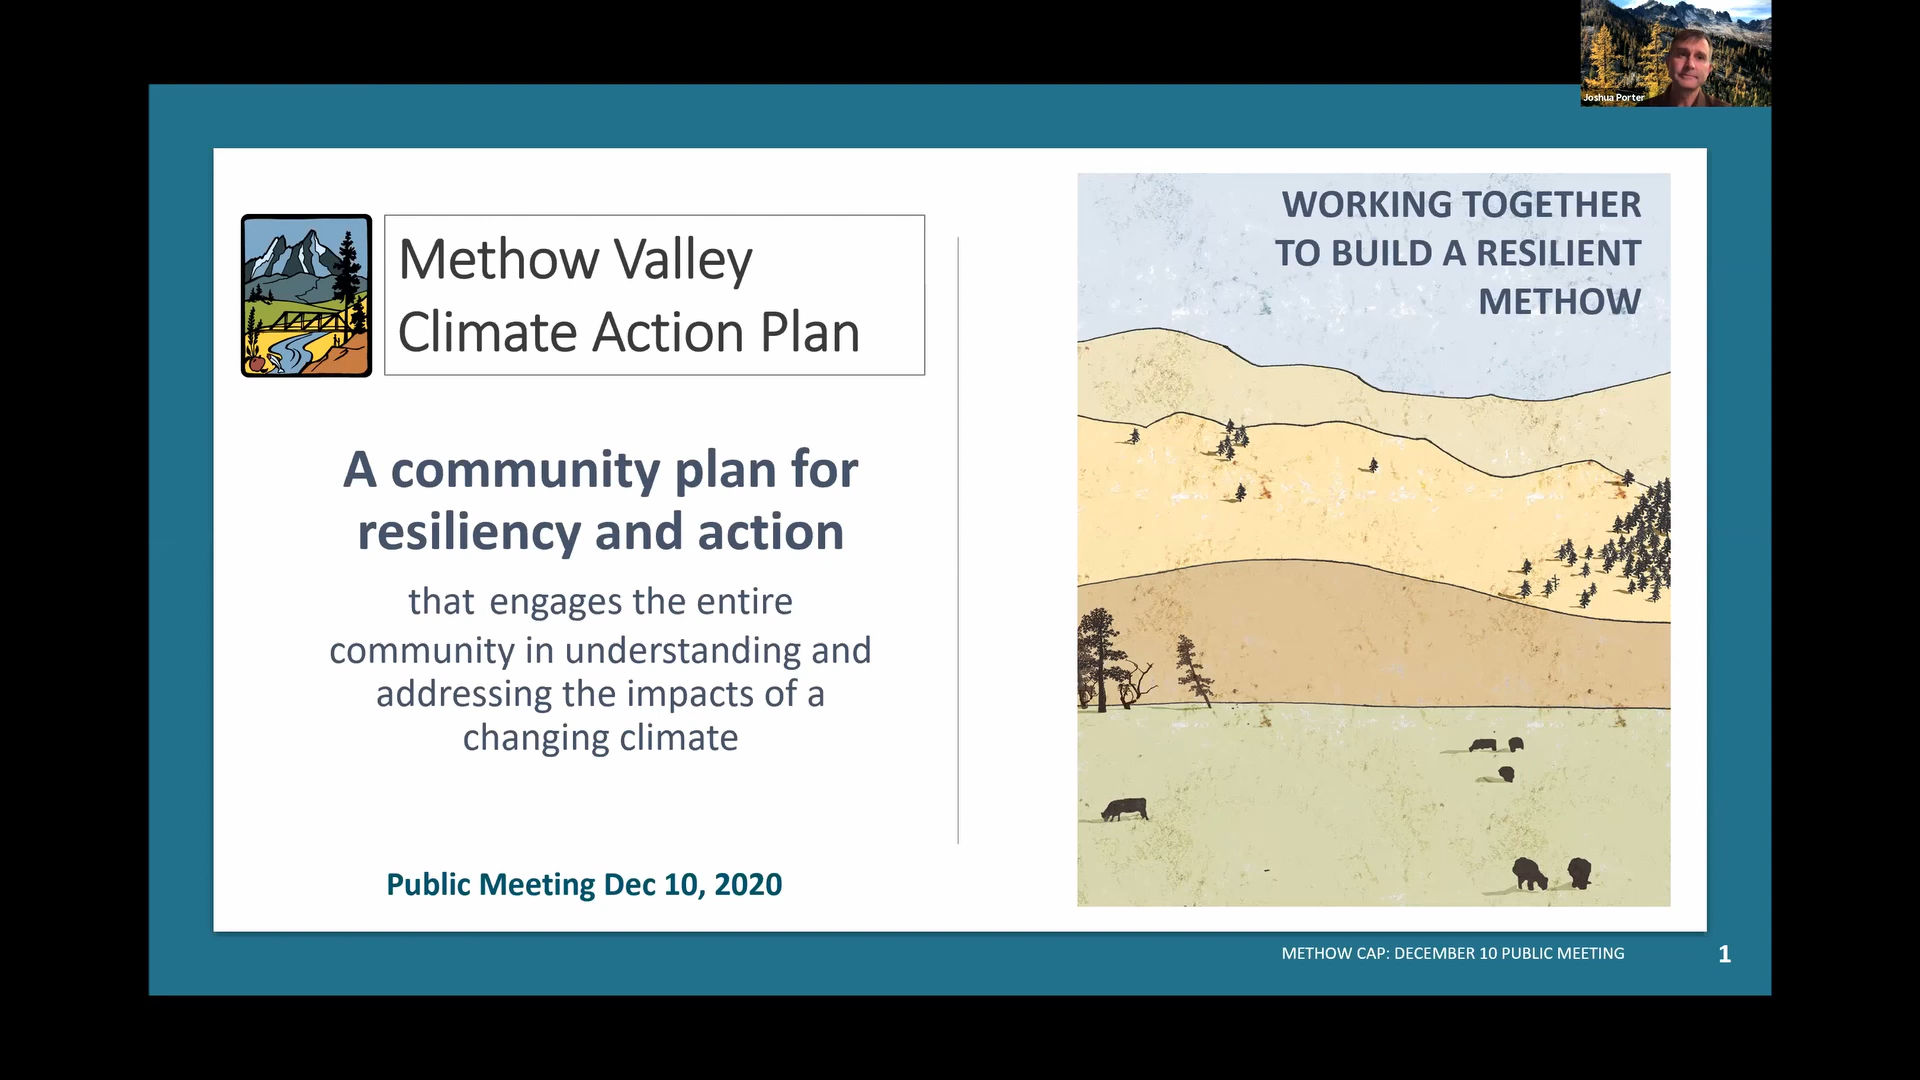 Joshua Porter
Methow Valley
Climate Action Plan
A community plan for
resiliency and action
that engages the entire
community in understanding and
addressing the impacts of a
changing climate
Public Meeting Dec 10, 2020
WORKING TOGETHER
TO BUILD A RESILIENT
METHOW
METHOW CAP: DECEMBER 10 PUBLIC MEETING
1